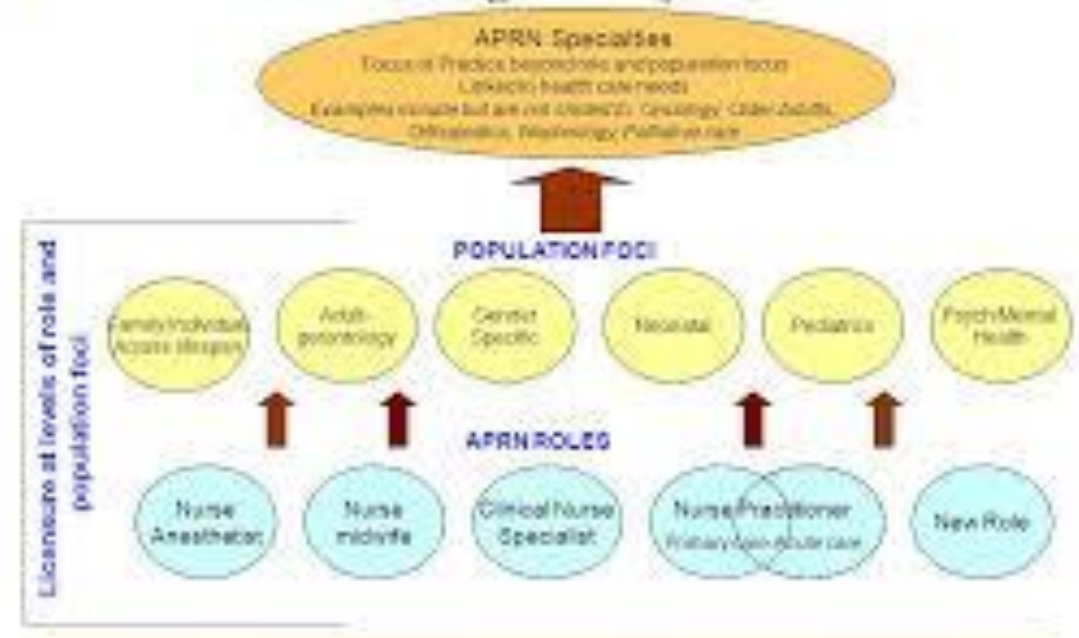 APRN Specialties
Focus of Practice beyond role and population focus
Linked to health care needs
Examples include but are not limited to: Oncology, Older Adults,
Orthopedics, Nephrology, Palliative care
POPULATION FOCI
Family/Individual
Across lifespan
Adult-
gerontology
Gender
Specific
Neonatal
Pediatrics
Psych/Mental
Health
APRN ROLES
Nurse
Anesthetist
Nurse
midwife
Clinical Nurse
Specialist
Nurse Practitioner
Primary care Acute care
New Role
Licensure at levels of role and
population foci